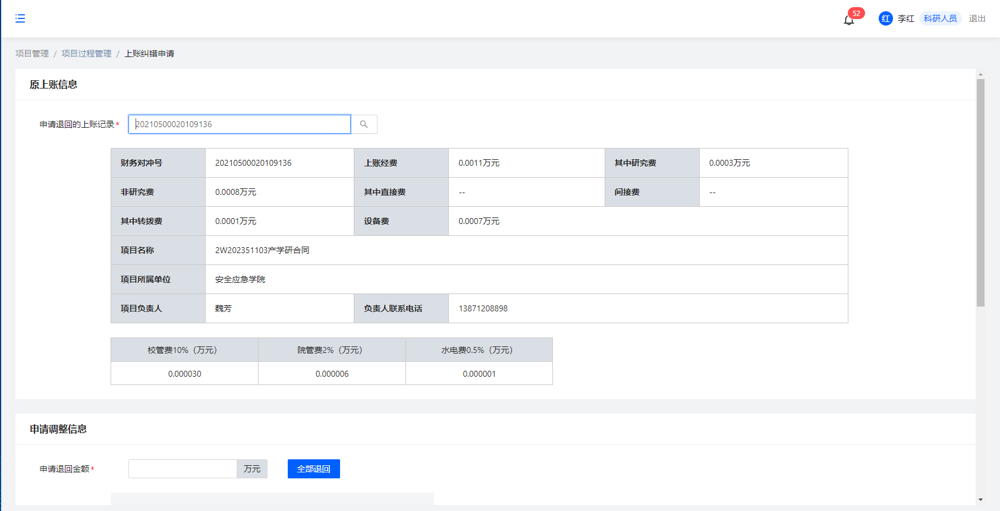 52
红 李红 科研人员 退出
项目管理 / 项目过程管理 / 上账纠错申请
原上账信息
申请退回的上账记录* 20210500020109136
财务对冲号 20210500020109136 上账经费 0.0011万元 其中研究费 0.0003万元
非研究费 0.0008万元 其中直接费 -- 间接费 --
其中转拨费 0.0001万元 设备费 0.0007万元
项目名称 2W202351103产学研合同
项目所属单位 安全应急学院
项目负责人 魏芳 负责人联系电话 13871208898
校管费10%（万元） 院管费2%（万元） 水电费0.5%（万元）
0.000030 0.000006 0.000001
申请调整信息
申请退回金额* 万元 全部退回